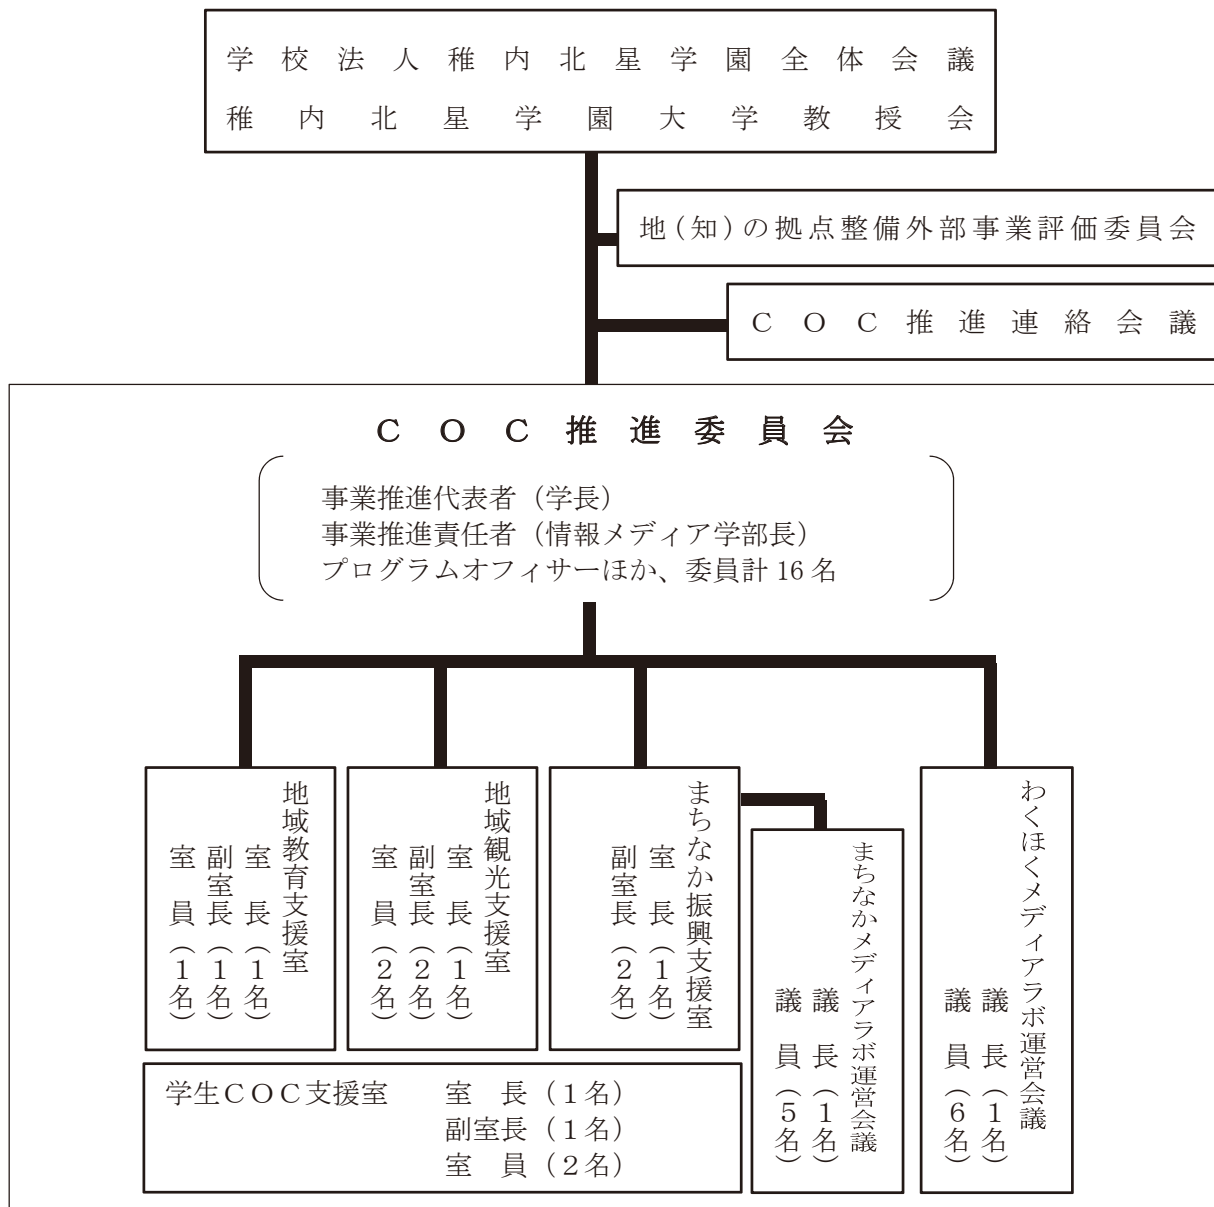 学校法人稚内北星学園全体会議
稚内北星学園大学教授会
地（知）の拠点整備外部事業評価委員会
ＣＯＣ推進連絡会議
ＣＯＣ推進委員会
事業推進代表者（学長）
事業推進責任者（情報メディア学部長）
プログラムオフィサーほか、委員計 16 名
地域教育支援室
室　長（１名）
副室長（１名）
室　員（１名）
地域観光支援室
室　長（１名）
副室長（２名）
室　員（２名）
まちなか振興支援室
室　長（１名）
副室長（２名）
まちなかメディアラボ運営会議
議　長（１名）
議　員（５名）
わくほくメディアラボ運営会議
議　長（１名）
議　員（６名）
学生ＣＯＣ支援室　　室　長（１名）
副室長（１名）
室　員（２名）